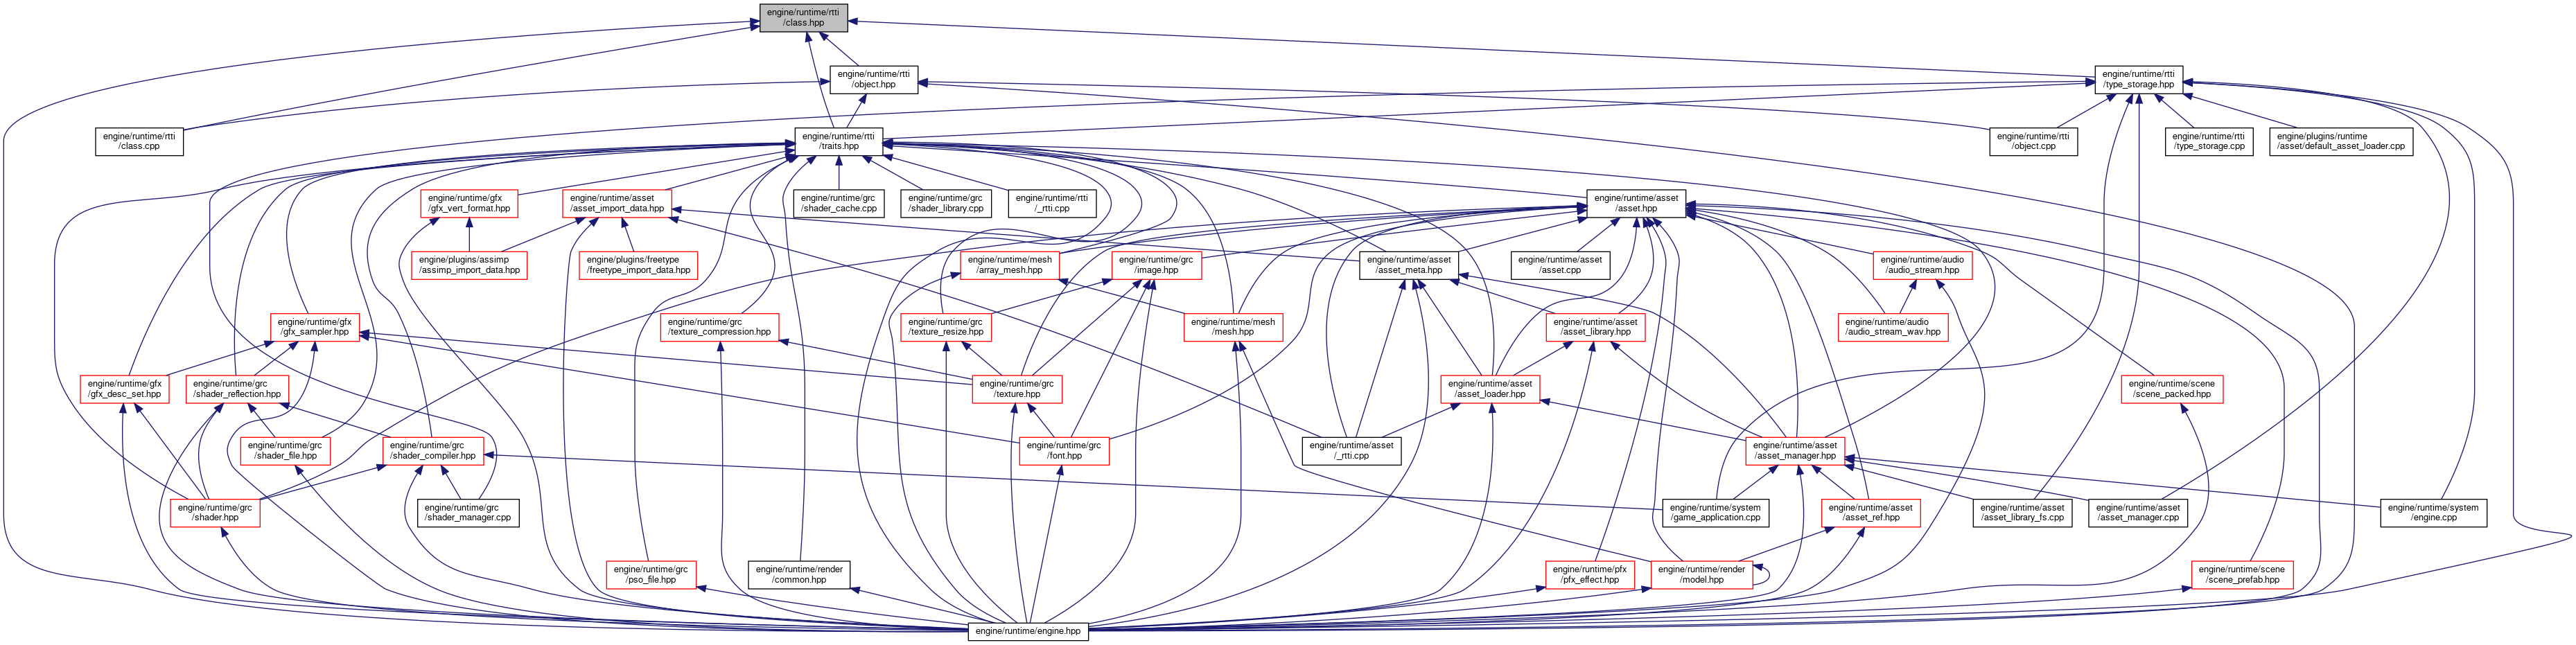 engine/runtime/rtti
/class.hpp
engine/runtime/rtti
/object.hpp
engine/runtime/rtti
/type_storage.hpp
engine/runtime/rtti
/class.cpp
engine/runtime/rtti
/traits.hpp
engine/runtime/rtti
/object.cpp
engine/runtime/rtti
/type_storage.cpp
engine/plugins/runtime
/asset/default_asset_loader.cpp
engine/runtime/gfx
/gfx_vert_format.hpp
engine/runtime/asset
/asset_import_data.hpp
engine/runtime/grc
/shader_cache.cpp
engine/runtime/grc
/shader_library.cpp
engine/runtime/rtti
/_rtti.cpp
engine/runtime/asset
/asset.hpp
engine/plugins/assimp
/assimp_import_data.hpp
engine/plugins/freetype
/freetype_import_data.hpp
engine/runtime/mesh
/array_mesh.hpp
engine/runtime/grc
/image.hpp
engine/runtime/asset
/asset_meta.hpp
engine/runtime/asset
/asset.cpp
engine/runtime/audio
/audio_stream.hpp
engine/runtime/gfx
/gfx_sampler.hpp
engine/runtime/grc
/texture_compression.hpp
engine/runtime/grc
/texture_resize.hpp
engine/runtime/mesh
/mesh.hpp
engine/runtime/asset
/asset_library.hpp
engine/runtime/audio
/audio_stream_wav.hpp
engine/runtime/gfx
/gfx_desc_set.hpp
engine/runtime/grc
/shader_reflection.hpp
engine/runtime/grc
/texture.hpp
engine/runtime/asset
/asset_loader.hpp
engine/runtime/scene
/scene_packed.hpp
engine/runtime/grc
/shader_file.hpp
engine/runtime/grc
/shader_compiler.hpp
engine/runtime/grc
/font.hpp
engine/runtime/asset
/_rtti.cpp
engine/runtime/asset
/asset_manager.hpp
engine/runtime/grc
/shader.hpp
engine/runtime/grc
/shader_manager.cpp
engine/runtime/system
/game_application.cpp
engine/runtime/asset
/asset_ref.hpp
engine/runtime/asset
/asset_library_fs.cpp
engine/runtime/asset
/asset_manager.cpp
engine/runtime/system
/engine.cpp
engine/runtime/grc
/pso_file.hpp
engine/runtime/render
/common.hpp
engine/runtime/pfx
/pfx_effect.hpp
engine/runtime/render
/model.hpp
engine/runtime/scene
/scene_prefab.hpp
engine/runtime/engine.hpp